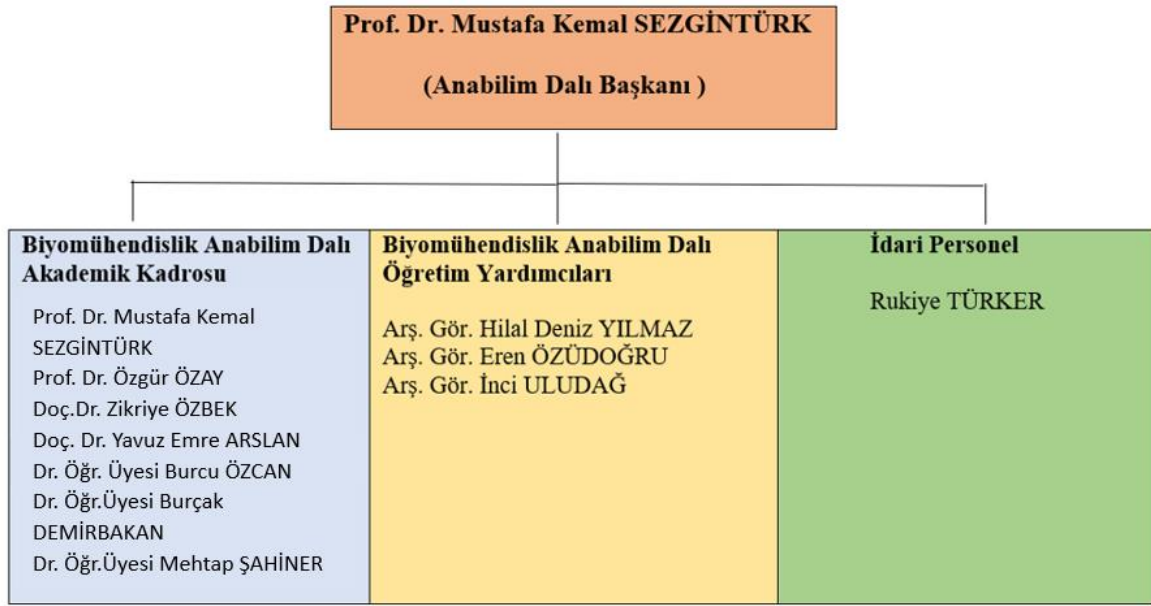 Prof. Dr. Mustafa Kemal SEZGİNTÜRK
(Anabilim Dalı Başkanı )
Biyomühendislik Anabilim Dalı
Akademik Kadrosu
Prof. Dr. Mustafa Kemal
SEZGİNTÜRK
Prof. Dr. Özgür ÖZAY
Doç.Dr. Zikriye ÖZBEK
Doç. Dr. Yavuz Emre ARSLAN
Dr. Öğr. Üyesi Burcu ÖZCAN
Dr. Öğr.Üyesi Burçak
DEMİRBAKAN
Dr. Öğr.Üyesi Mehtap ŞAHİNER
Biyomühendislik Anabilim Dalı
Öğretim Yardımcıları
Arş. Gör. Hilal Deniz YILMAZ
Arş. Gör. Eren ÖZÜDOĞRU
Arş. Gör. İnci ULUDAĞ
İdari Personel
Rukiye TÜRKER